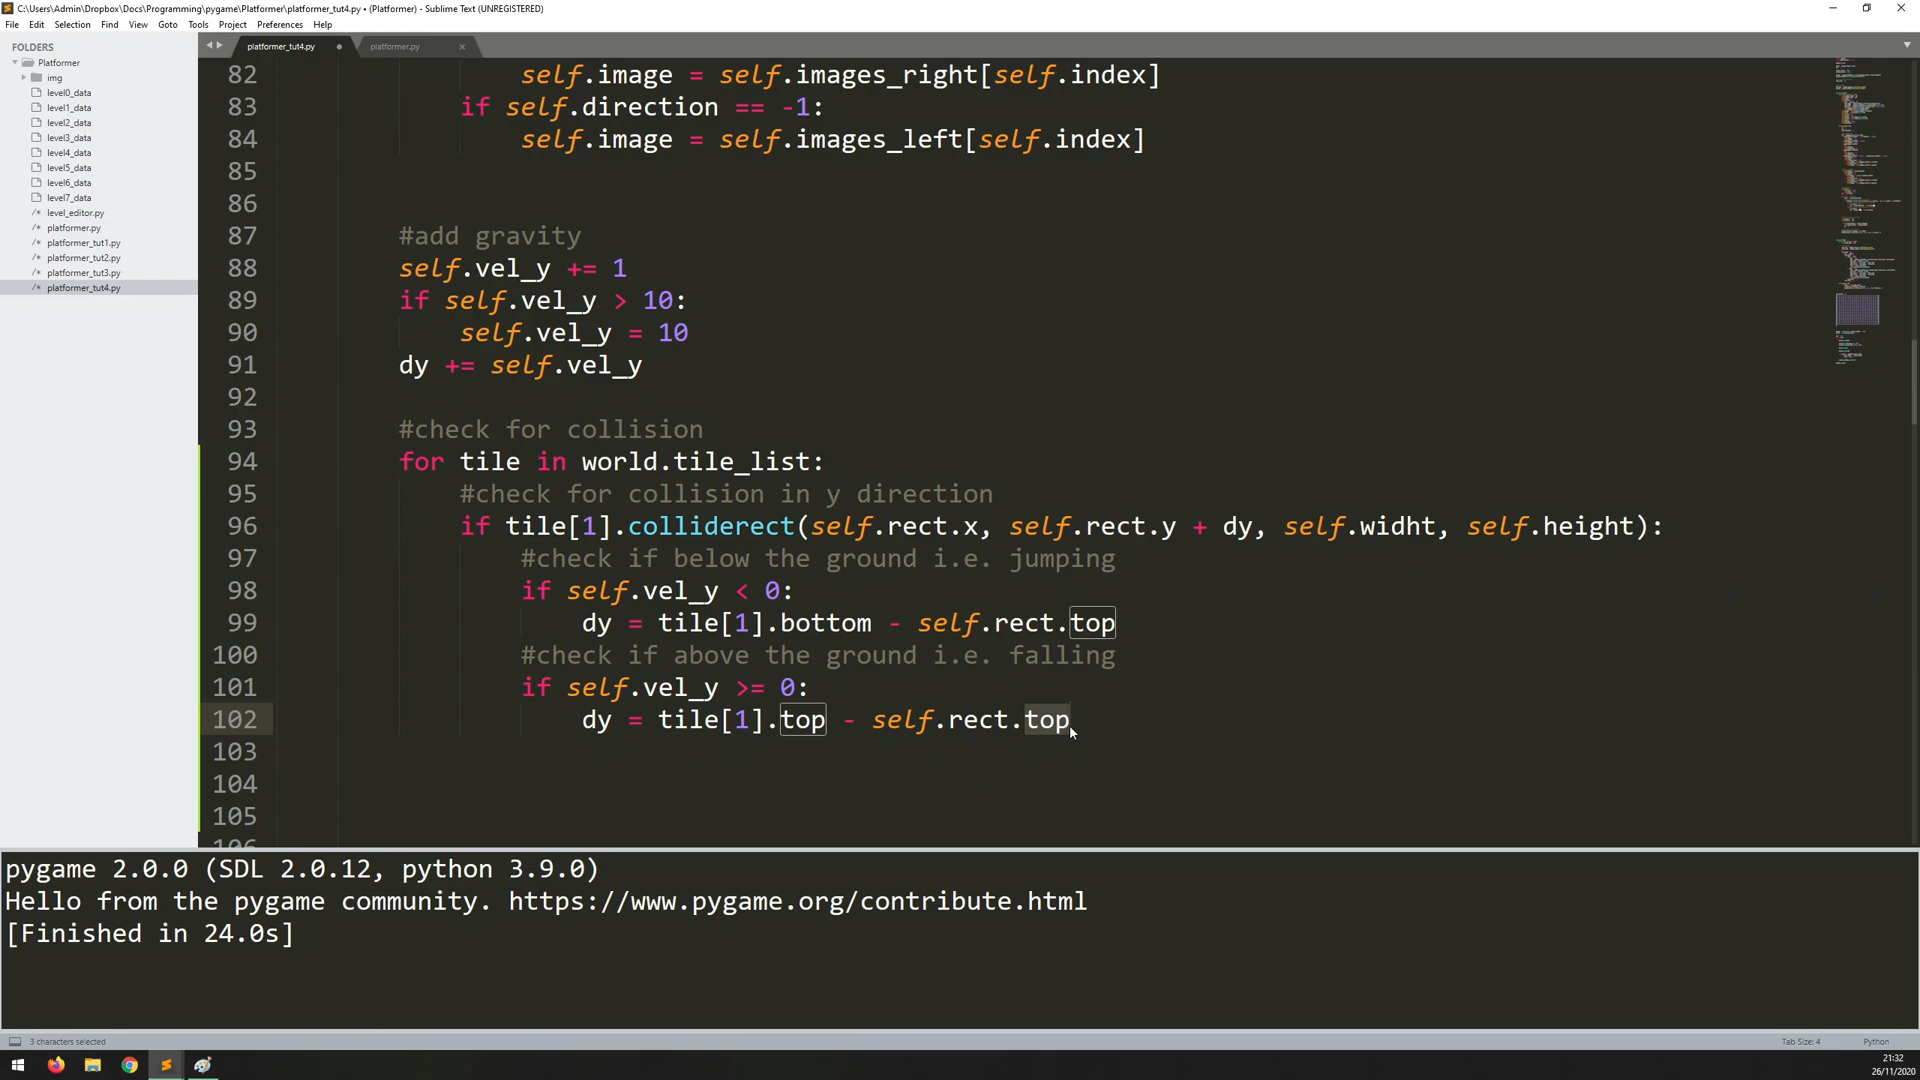 C:\Users\Admin\Dropbox\Docs\Programming\pygame\Platformer\platformer_tut4.py • (Platformer) - Sublime Text (UNREGISTERED)
File Edit Selection Find View Goto Tools Project Preferences Help
FOLDERS
Platformer
img
level0_data
level1_data
level2_data
level3_data
level4_data
level5_data
level6_data
level7_data
level_editor.py
platformer.py
platformer_tut1.py
platformer_tut2.py
platformer_tut3.py
platformer_tut4.py
platformer_tut4.py platformer.py
82 self.image = self.images_right[self.index]
83 if self.direction == -1:
84 self.image = self.images_left[self.index]
85
86
87 #add gravity
88 self.vel_y += 1
89 if self.vel_y > 10:
90 self.vel_y = 10
91 dy += self.vel_y
92
93 #check for collision
94 for tile in world.tile_list:
95 #check for collision in y direction
96 if tile[1].colliderect(self.rect.x, self.rect.y + dy, self.widht, self.height):
97 #check if below the ground i.e. jumping
98 if self.vel_y < 0:
99 dy = tile[1].bottom - self.rect.top
100 #check if above the ground i.e. falling
101 if self.vel_y >= 0:
102 dy = tile[1].top - self.rect.top
103
104
105
106
pygame 2.0.0 (SDL 2.0.12, python 3.9.0)
Hello from the pygame community. https://www.pygame.org/contribute.html
[Finished in 24.0s]
3 characters selected
Tab Size: 4 Python
21:32
26/11/2020